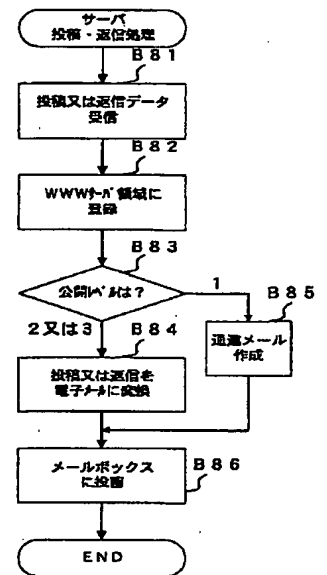 サーバ
投稿・返信処理
B81
投稿又は返信データ
受信
B82
WWWサーバ領域に
登録
B83
公開レベルは？
1
B85
2又は3
B84
通達メール
作成
投稿又は返信を
電子メールに変換
メールボックス
に投函
B86
END